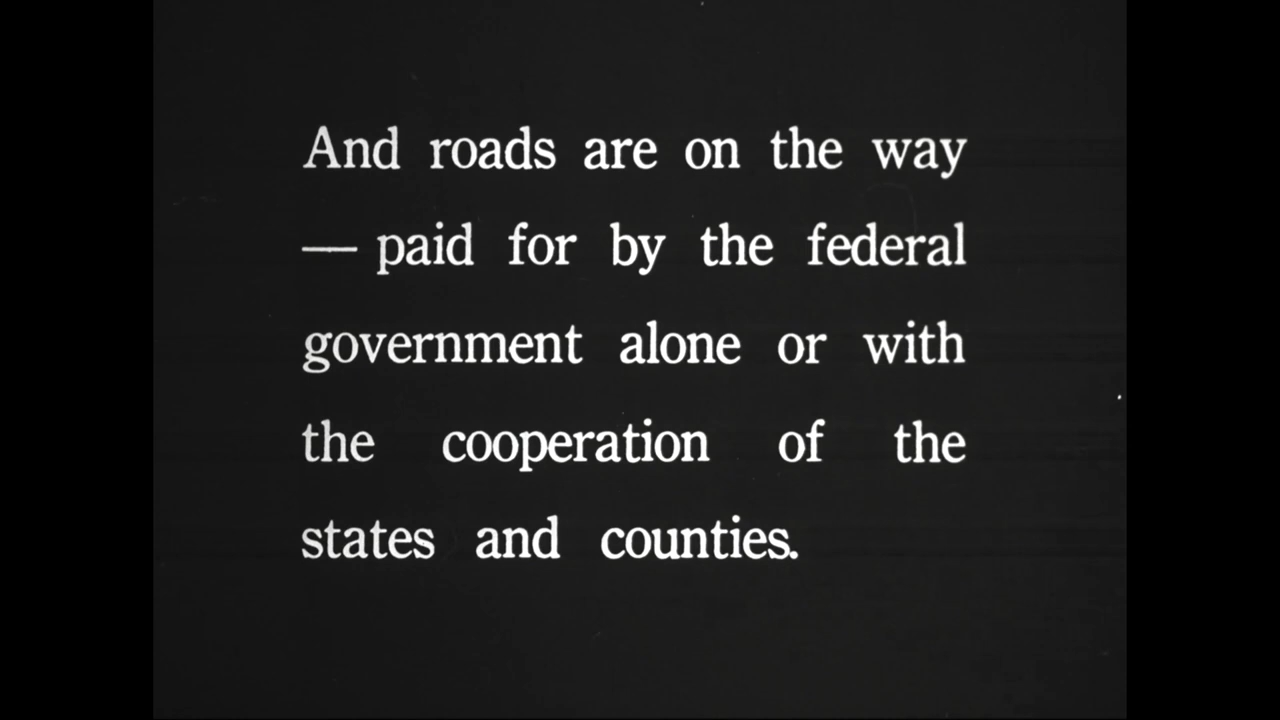 And roads are on the way
— paid for by the federal
government alone or with
the cooperation of the
states and counties.